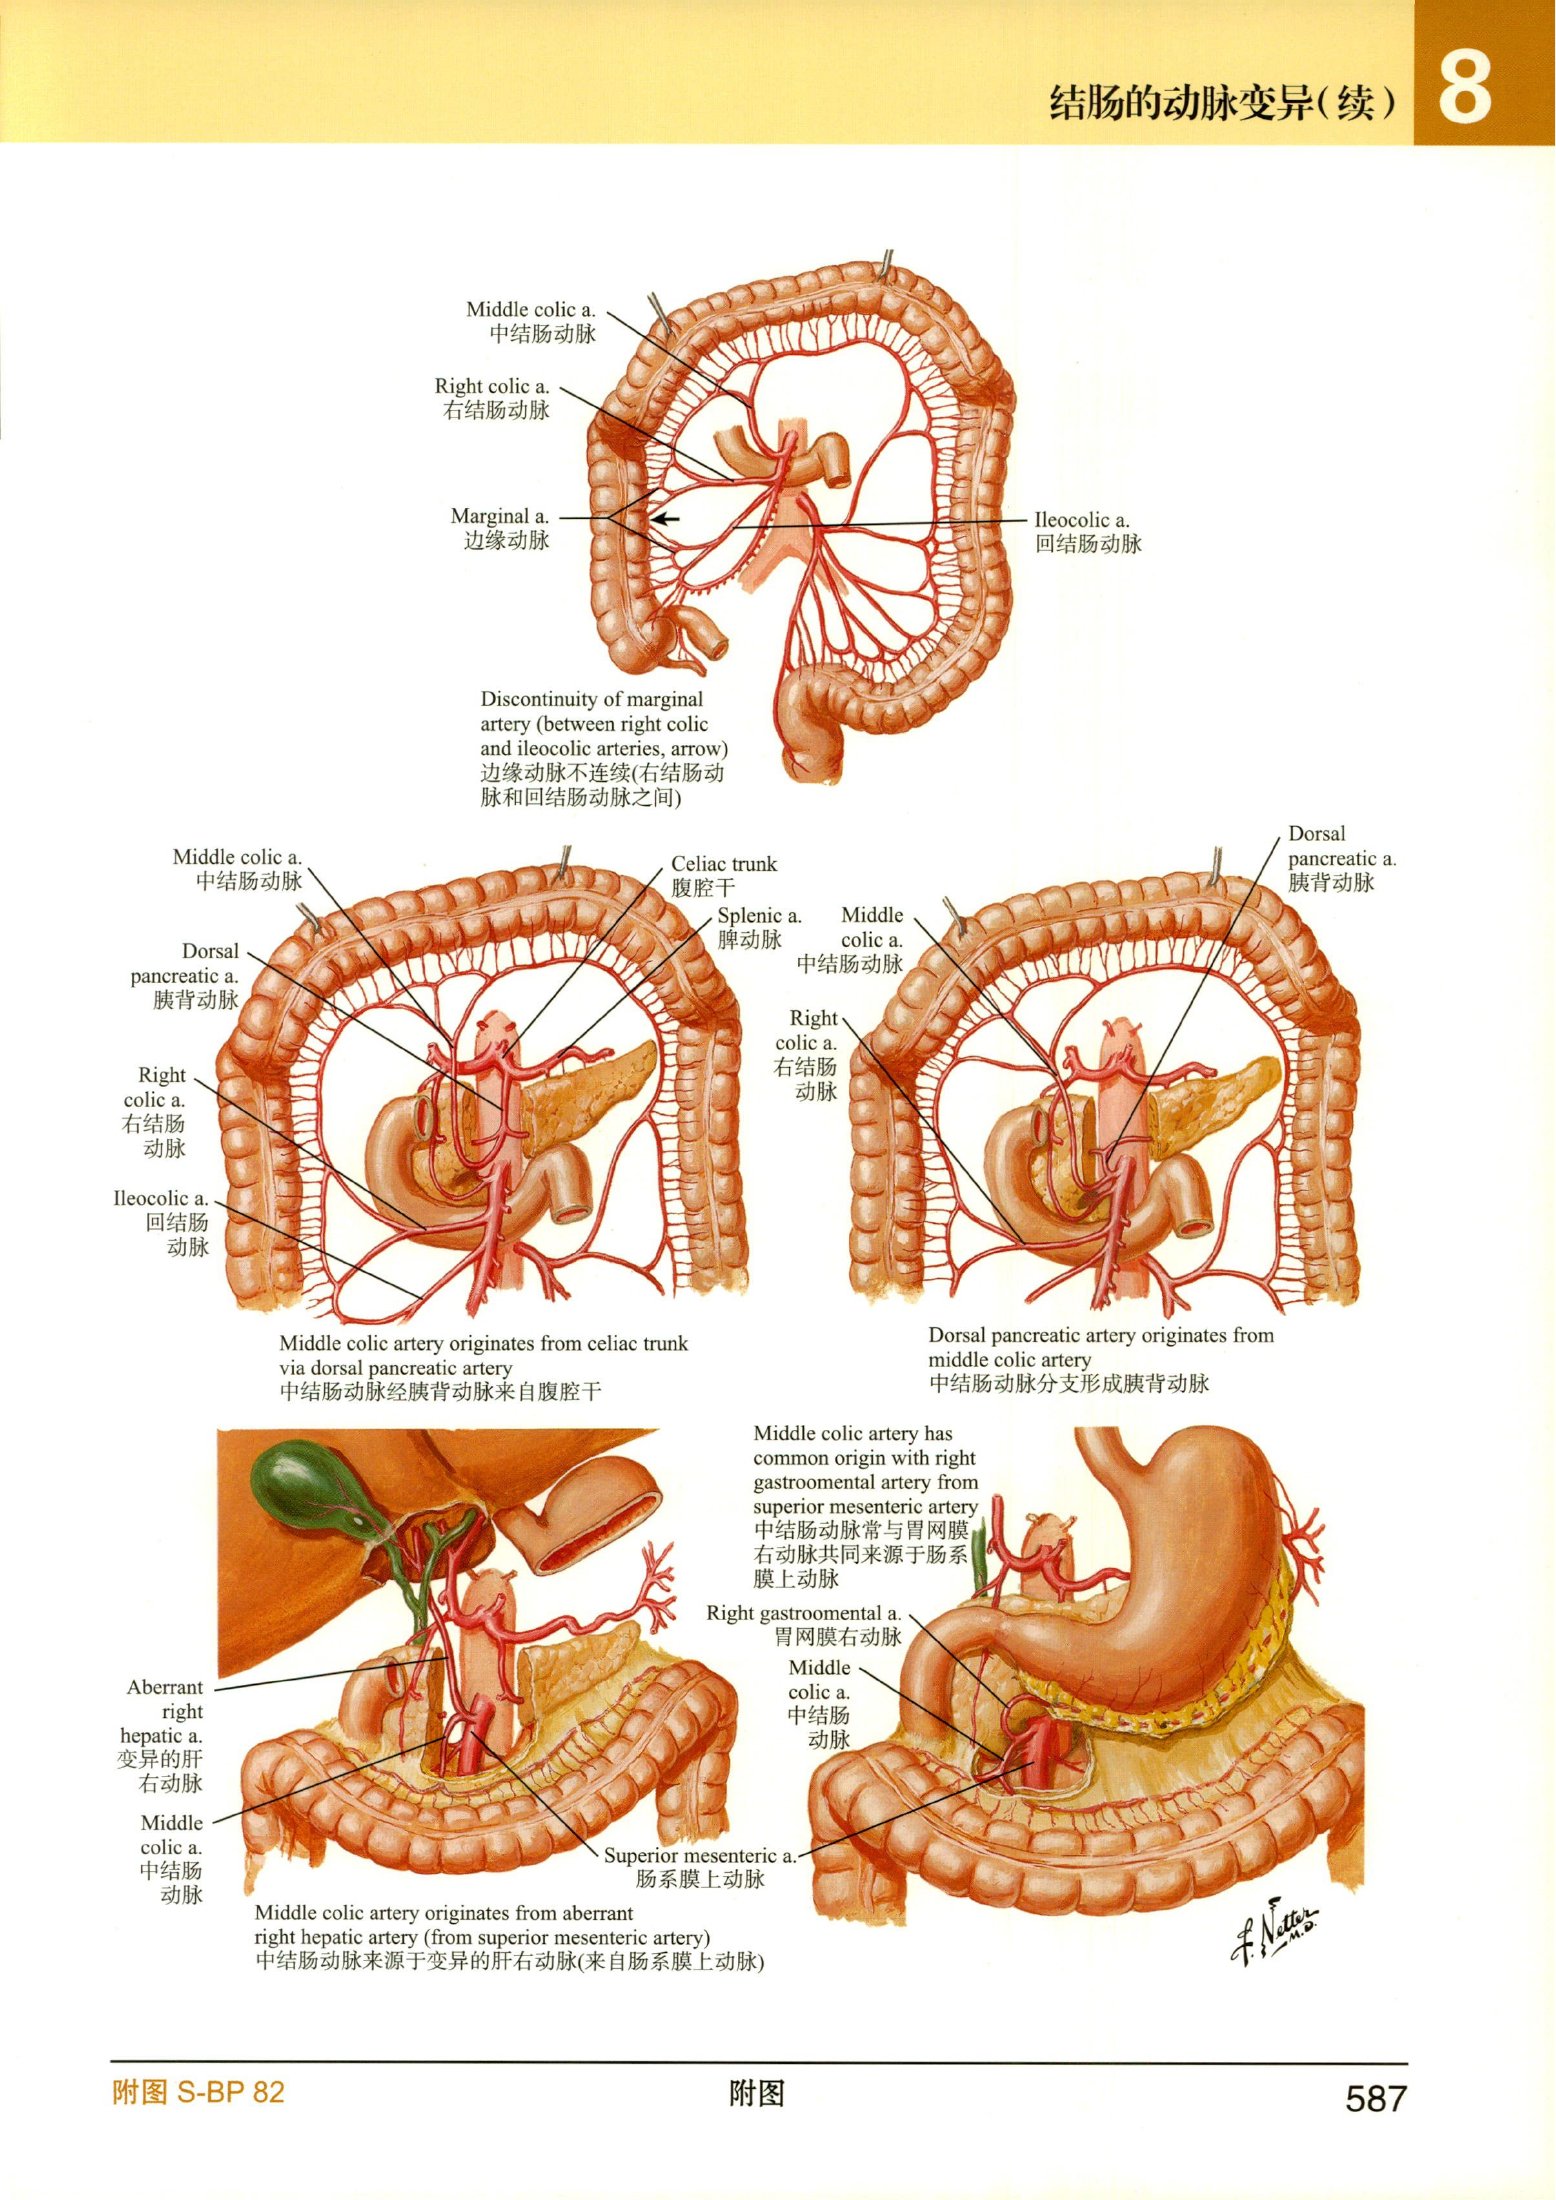 结肠的动脉变异(续)
8
Middle colic a.
中结肠动脉
Right colic a.
右结肠动脉
Marginal a.
边缘动脉
Ileocolic a.
回结肠动脉
Discontinuity of marginal
artery (between right colic
and ileocolic arteries, arrow)
边缘动脉不连续(右结肠动
脉和回结肠动脉之间)
Middle colic a.
中结肠动脉
Dorsal
pancreatic a.
胰背动脉
Right
colic a.
右结肠
动脉
Ileocolic a.
回结肠
动脉
Celiac trunk
腹腔干
Splenic a.
脾动脉
Middle colic artery originates from celiac trunk
via dorsal pancreatic artery
中结肠动脉经胰背动脉来自腹腔干
Middle
colic a.
中结肠动脉
Right
colic a.
右结肠
动脉
Dorsal
pancreatic a.
胰背动脉
Dorsal pancreatic artery originates from
middle colic artery
中结肠动脉分支形成胰背动脉
Aberrant
right
hepatic a.
变异的肝
右动脉
Middle
colic a.
中结肠
动脉
Superior mesenteric a.
肠系膜上动脉
Middle colic artery originates from aberrant
right hepatic artery (from superior mesenteric artery)
中结肠动脉来源于变异的肝右动脉(来自肠系膜上动脉)
Middle colic artery has
common origin with right
gastroomental artery from
superior mesenteric artery
中结肠动脉常与胃网膜
右动脉共同来源于肠系
膜上动脉
Right gastroomental a.
胃网膜右动脉
Middle
colic a.
中结肠
动脉
F. Netter
M.D.
附图 S-BP 82
附图
587